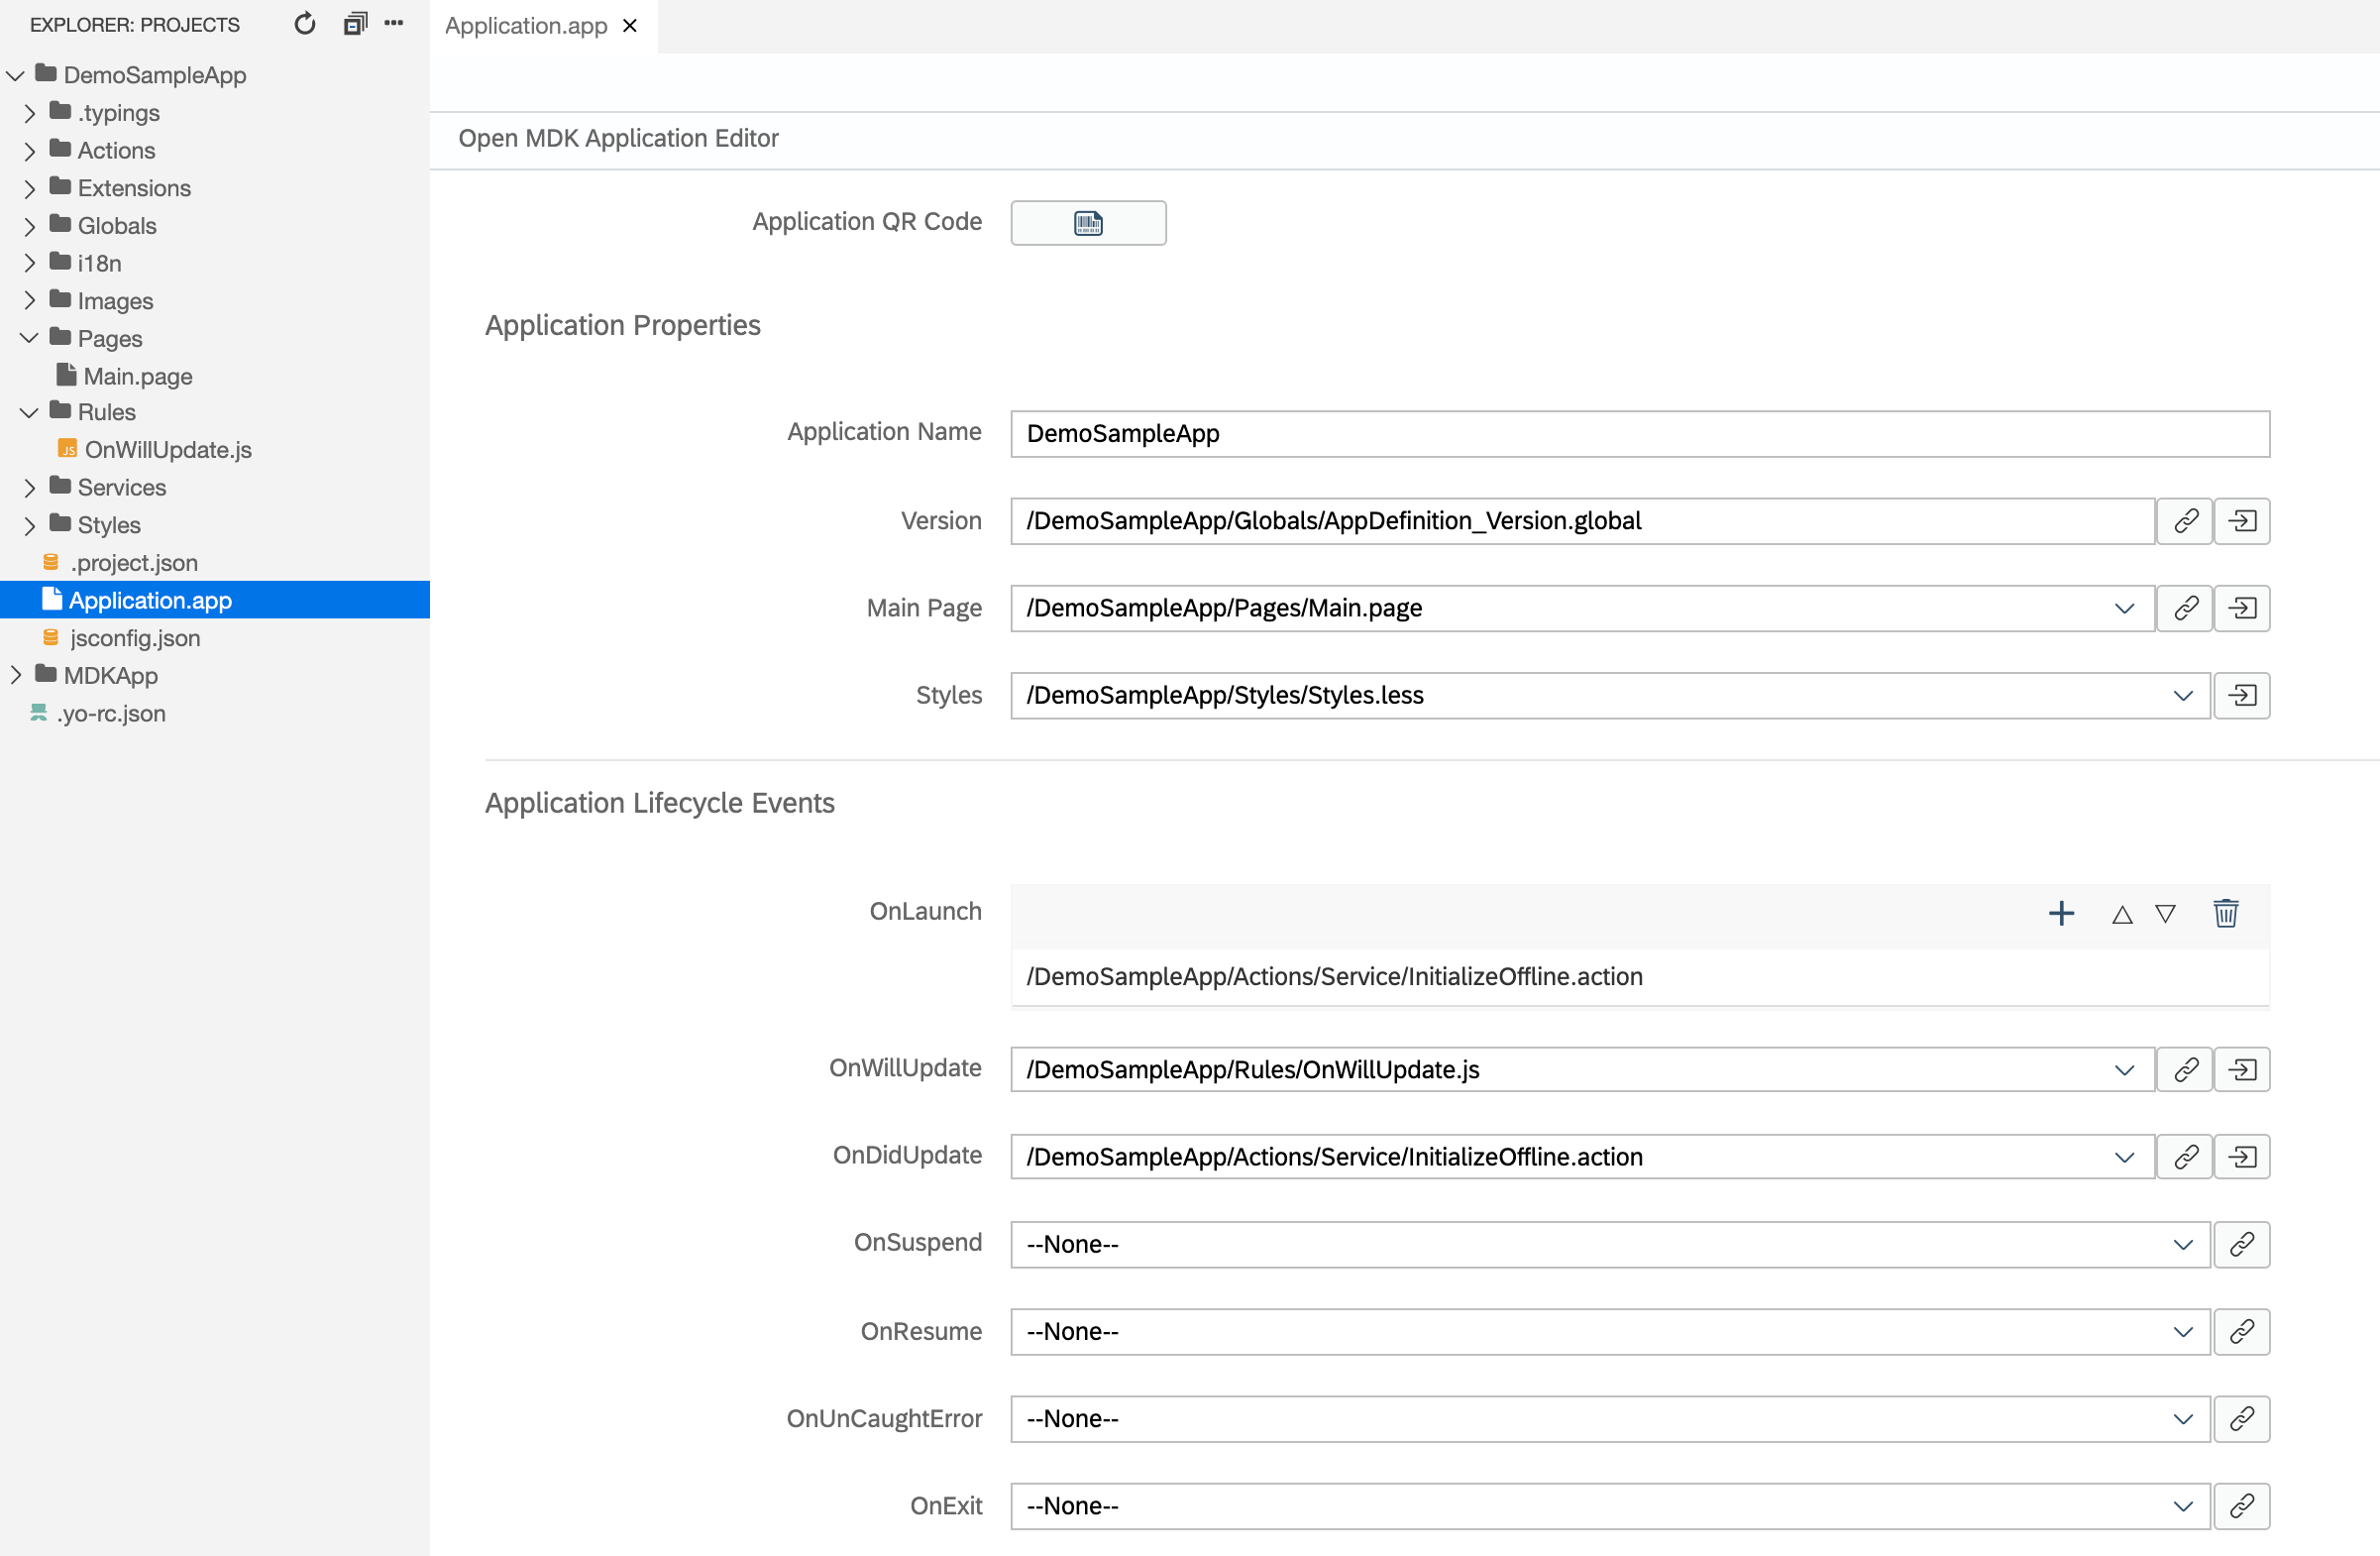 EXPLORER: PROJECTS
DemoSampleApp
.typings
Actions
Extensions
Globals
i18n
Images
Pages
Main.page
Rules
JS OnWillUpdate.js
Services
Styles
.project.json
Application.app
jsconfig.json
MDKApp
.yo-rc.json
Application.app
Open MDK Application Editor
Application QR Code
Application Properties
Application Name DemoSampleApp
Version /DemoSampleApp/Globals/AppDefinition_Version.global
Main Page /DemoSampleApp/Pages/Main.page
Styles /DemoSampleApp/Styles/Styles.less
Application Lifecycle Events
OnLaunch
/DemoSampleApp/Actions/Service/InitializeOffline.action
OnWillUpdate /DemoSampleApp/Rules/OnWillUpdate.js
OnDidUpdate /DemoSampleApp/Actions/Service/InitializeOffline.action
OnSuspend --None--
OnResume --None--
OnUnCaughtError --None--
OnExit --None--